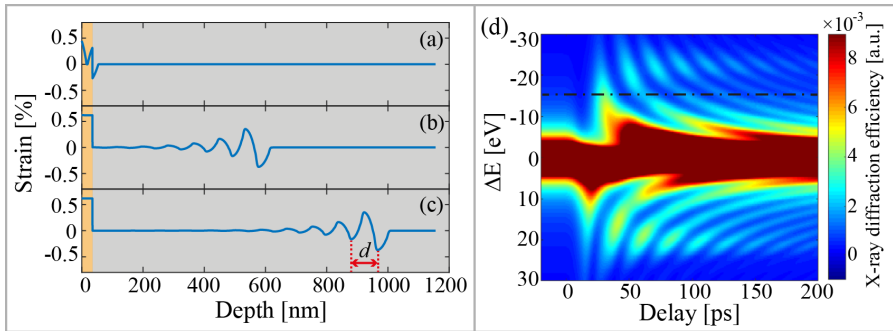 (a)
0.5
0
-0.5
(b)
0.5
0
-0.5
(c)
0.5
0
-0.5
d
Strain [%]
0 200 400 600 800 1000 1200
Depth [nm]
(d)
-30
-20
-10
0
10
20
30
ΔE [eV]
0 50 100 150 200
Delay [ps]
×10⁻³
8
6
4
2
0
X-ray diffraction efficiency [a.u.]